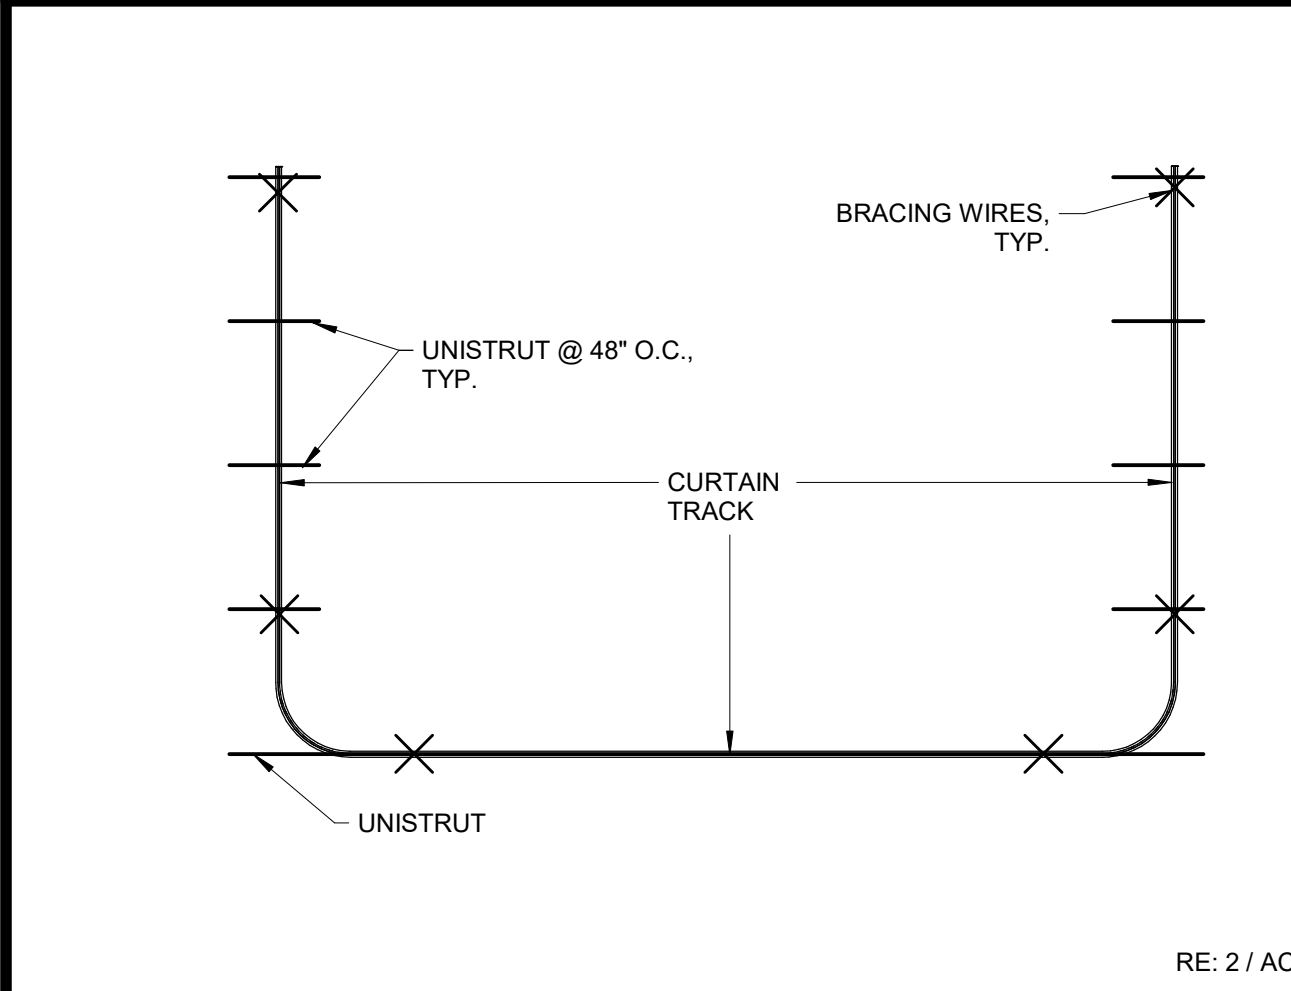 BRACING WIRES,
TYP.
UNISTRUT @ 48" O.C.,
TYP.
CURTAIN
TRACK
UNISTRUT
RE: 2 / AC